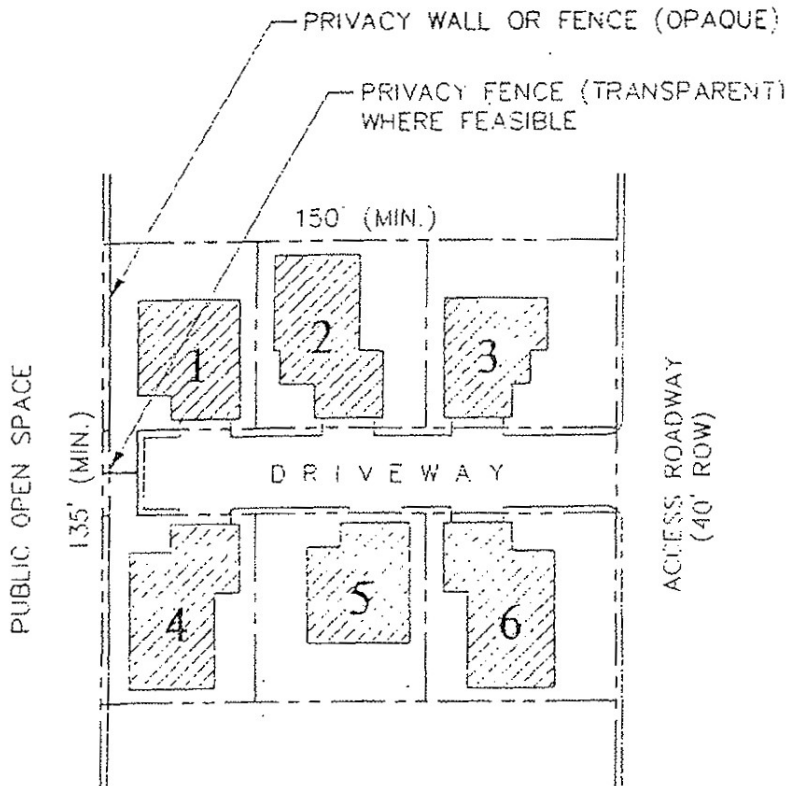 PRIVACY WALL OR FENCE (OPAQUE)
PRIVACY FENCE (TRANSPARENT)
WHERE FEASIBLE
150' (MIN.)
1
2
3
PUBLIC OPEN SPACE
135' (MIN.)
DRIVEWAY
ACCESS ROADWAY
(40' ROW)
4
5
6